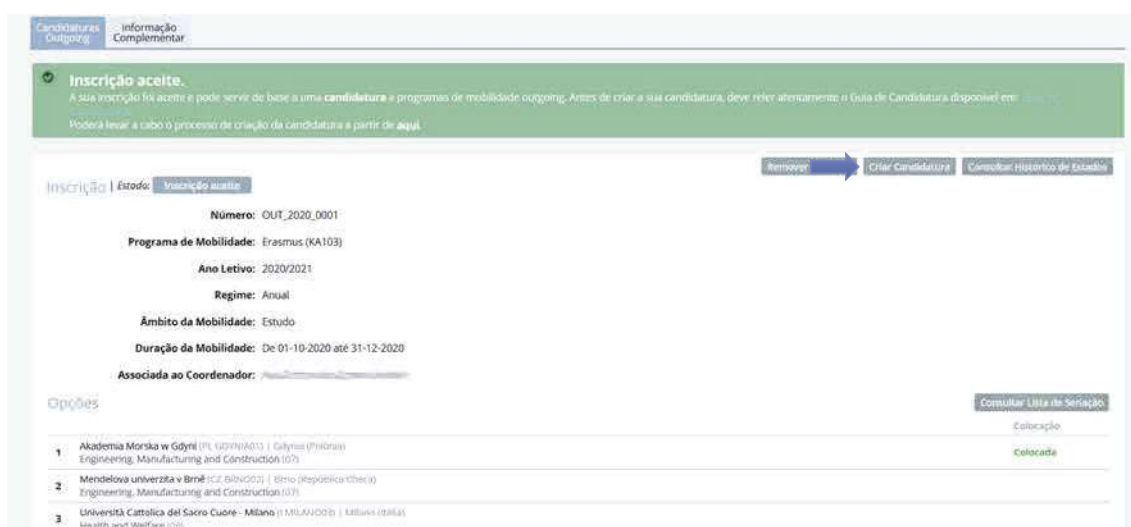 Candidaturas Outgoing
Informação Complementar
Inscrição aceite.
A sua inscrição foi aceite e pode servir de base a uma candidatura a programas de mobilidade outgoing. Antes de criar a sua candidatura, deve reler atentamente o Guia de Candidatura disponível em
Poderá levar a cabo o processo de criação da candidatura a partir de aqui.
Remover Criar Candidatura Consultar Histórico de Estados
Inscrição | Estado: Inscrição aceite
Número: OUT_2020_0001
Programa de Mobilidade: Erasmus (KA103)
Ano Letivo: 2020/2021
Regime: Anual
Âmbito da Mobilidade: Estudo
Duração da Mobilidade: De 01-10-2020 até 31-12-2020
Associada ao Coordenador:
Opções Consultar Lista de Seriação
Colocação
1 Akademia Morska w Gdyni (PL GDYNIA01) | Gdynia (Polónia) Colocada
Engineering, Manufacturing and Construction (07)
2 Mendelova univerzita v Brně (CZ BRNO02) | Brno (República Checa)
Engineering, Manufacturing and Construction (07)
3 Università Cattolica del Sacro Cuore - Milano (I MILANO03) | Milano (Itália)
Health and Welfare (09)